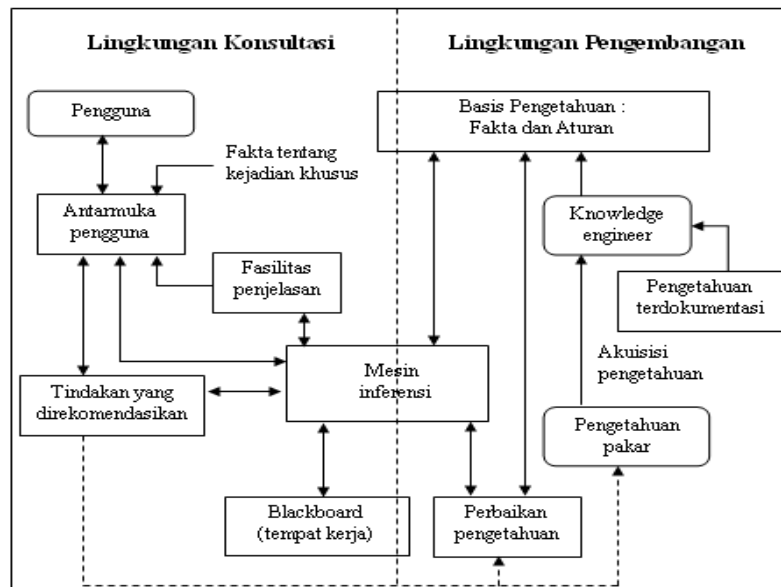 Lingkungan Konsultasi
Lingkungan Pengembangan
Pengguna
Basis Pengetahuan :
Fakta dan Aturan
Fakta tentang
kejadian khusus
Antarmuka
pengguna
Knowledge
engineer
Fasilitas
penjelasan
Pengetahuan
terdokumentasi
Akuisisi
pengetahuan
Mesin
inferensi
Tindakan yang
direkomendasikan
Pengetahuan
pakar
Blackboard
(tempat kerja)
Perbaikan
pengetahuan